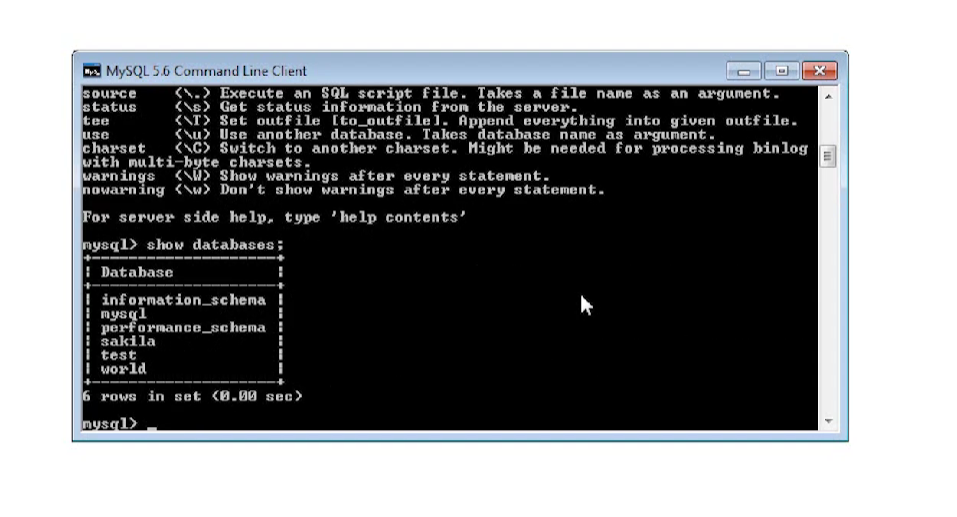 MySQL 5.6 Command Line Client
source    (\.) Execute an SQL script file. Takes a file name as an argument.
status    (\s) Get status information from the server.
tee       (\T) Set outfile [to_outfile]. Append everything into given outfile.
use       (\u) Use another database. Takes database name as argument.
charset   (\C) Switch to another charset. Might be needed for processing binlog
with multi-byte charsets.
warnings  (\W) Show warnings after every statement.
nowarning (\w) Don't show warnings after every statement.
For server side help, type 'help contents'
mysql> show databases;
+--------------------+
| Database           |
+--------------------+
| information_schema |
| mysql              |
| performance_schema |
| sakila             |
| test               |
| world              |
+--------------------+
6 rows in set (0.00 sec)
mysql> _